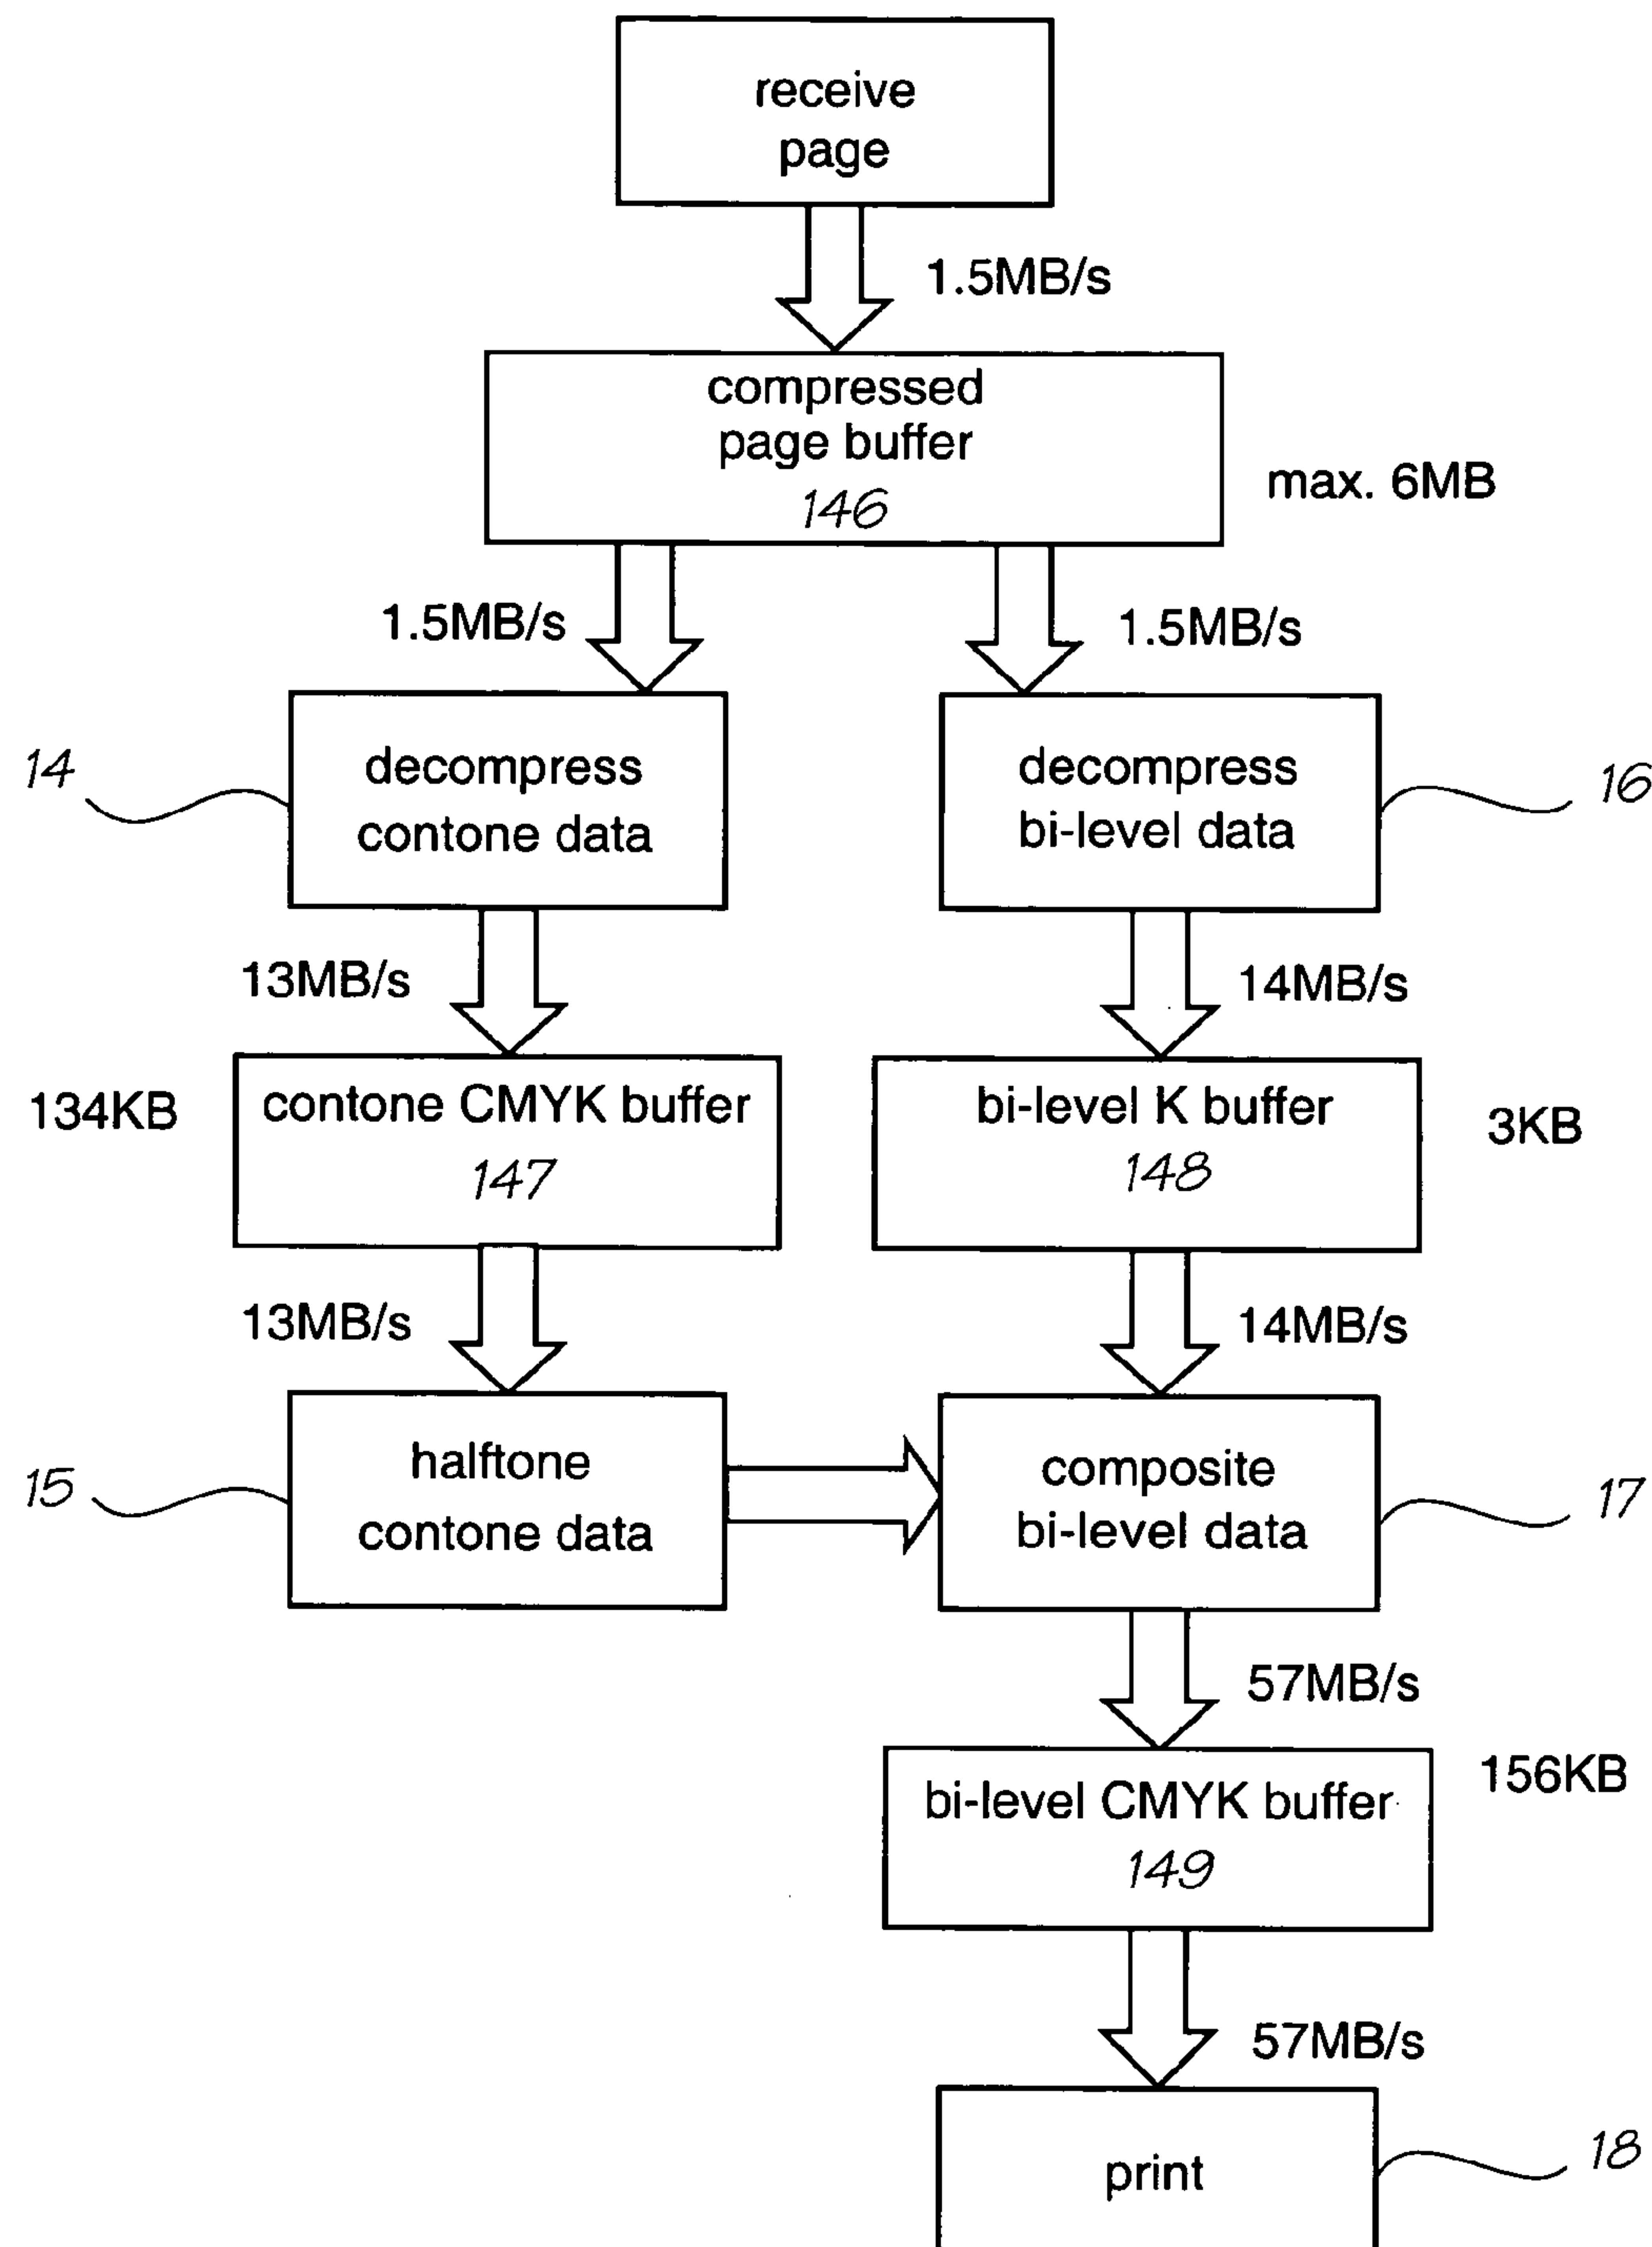 receive
page
1.5MB/s
compressed
page buffer
146
max. 6MB
1.5MB/s
1.5MB/s
14
decompress
contone data
decompress
bi-level data
16
13MB/s
14MB/s
134KB
contone CMYK buffer
147
bi-level K buffer
148
3KB
13MB/s
14MB/s
15
halftone
contone data
composite
bi-level data
17
57MB/s
bi-level CMYK buffer
149
156KB
57MB/s
print
18